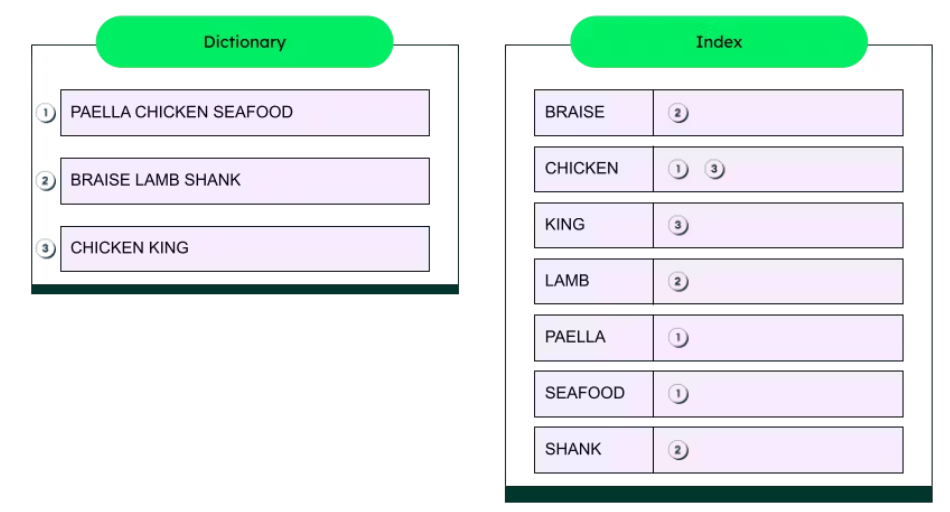 Dictionary
1 PAELLA CHICKEN SEAFOOD
2 BRAISE LAMB SHANK
3 CHICKEN KING
Index
BRAISE 2
CHICKEN 1 3
KING 3
LAMB 2
PAELLA 1
SEAFOOD 1
SHANK 2